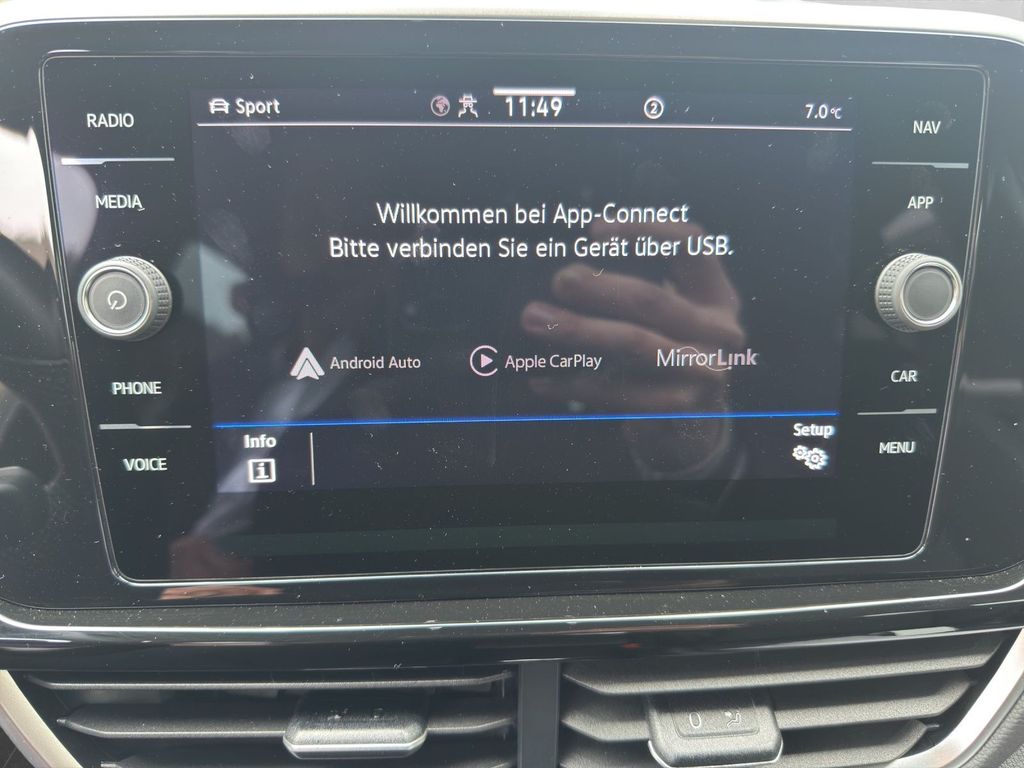 Sport
11:49
2
7.0°C
RADIO
NAV
MEDIA
APP
Willkommen bei App-Connect
Bitte verbinden Sie ein Gerät über USB.
Android Auto
Apple CarPlay
MirrorLink
PHONE
CAR
Info
Setup
VOICE
MENU
0